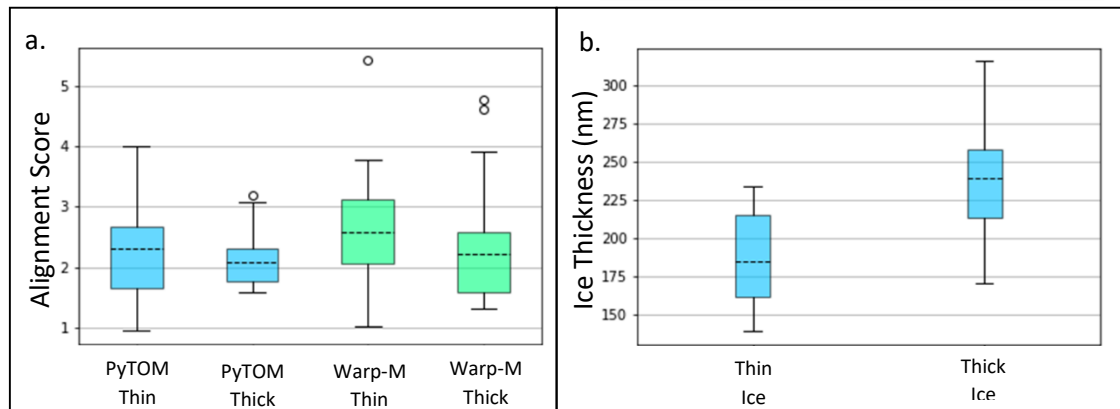 a.
Alignment Score
5
4
3
2
1
PyTOM
Thin
PyTOM
Thick
Warp-M
Thin
Warp-M
Thick
b.
Ice Thickness (nm)
300
275
250
225
200
175
150
Thin
Ice
Thick
Ice